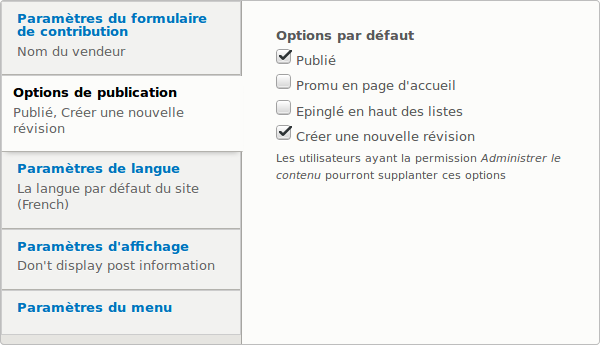 Paramètres du formulaire
de contribution
Nom du vendeur
Options de publication
Publié, Créer une nouvelle
révision
Paramètres de langue
La langue par défaut du site
(French)
Paramètres d'affichage
Don't display post information
Paramètres du menu
Options par défaut
Publié
Promu en page d'accueil
Epinglé en haut des listes
Créer une nouvelle révision
Les utilisateurs ayant la permission Administrer le
contenu pourront supplanter ces options